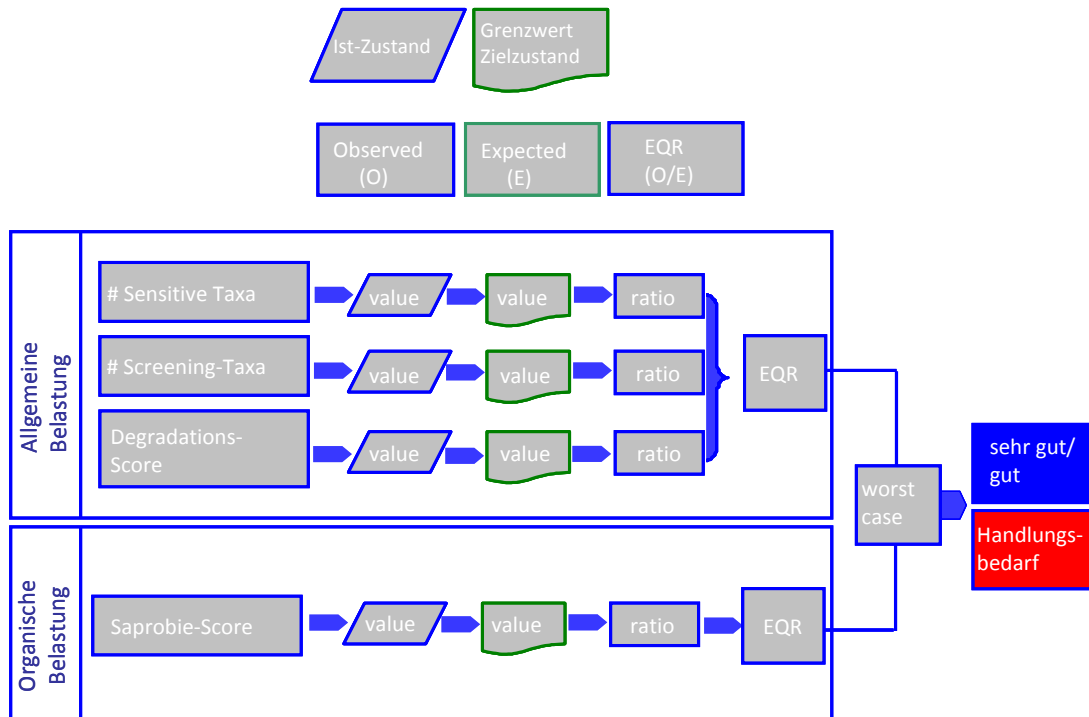 Ist-Zustand
Grenzwert
Zielzustand
Observed
(O)
Expected
(E)
EQR
(O/E)
Allgemeine
Belastung
# Sensitive Taxa
value
value
ratio
# Screening-Taxa
value
value
ratio
Degradations-
Score
value
value
ratio
EQR
Organische
Belastung
Saprobie-Score
value
value
ratio
EQR
worst
case
sehr gut/
gut
Handlungs-
bedarf